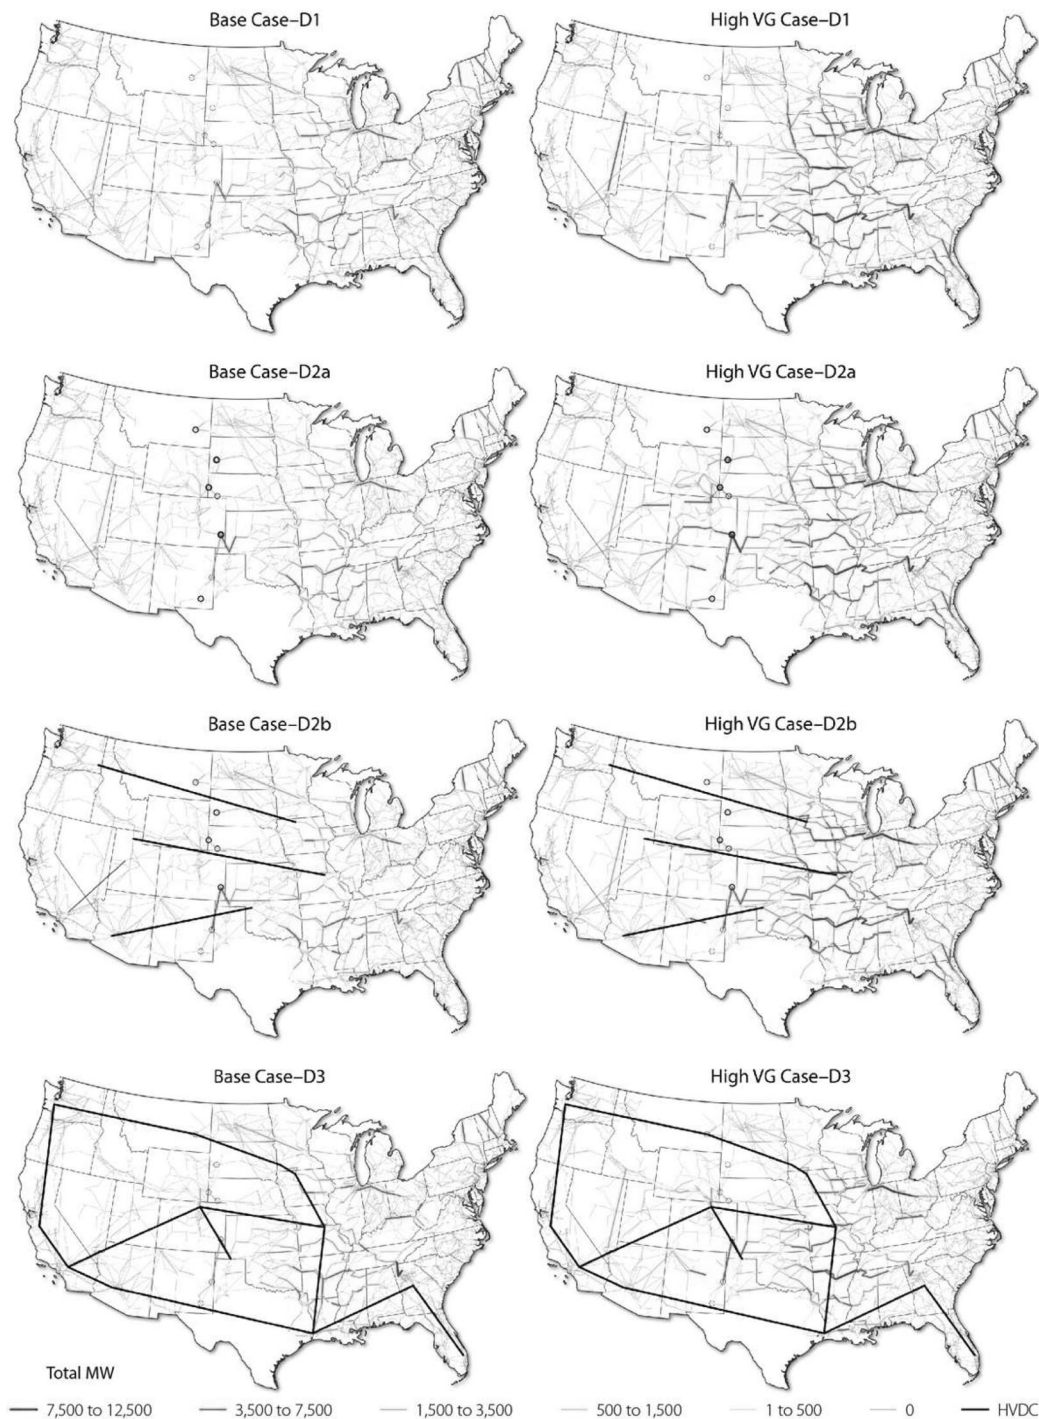 Base Case–D1
High VG Case–D1
Base Case–D2a
High VG Case–D2a
Base Case–D2b
High VG Case–D2b
Base Case–D3
High VG Case–D3
Total MW
7,500 to 12,500 3,500 to 7,500 1,500 to 3,500 500 to 1,500 1 to 500 0 HVDC